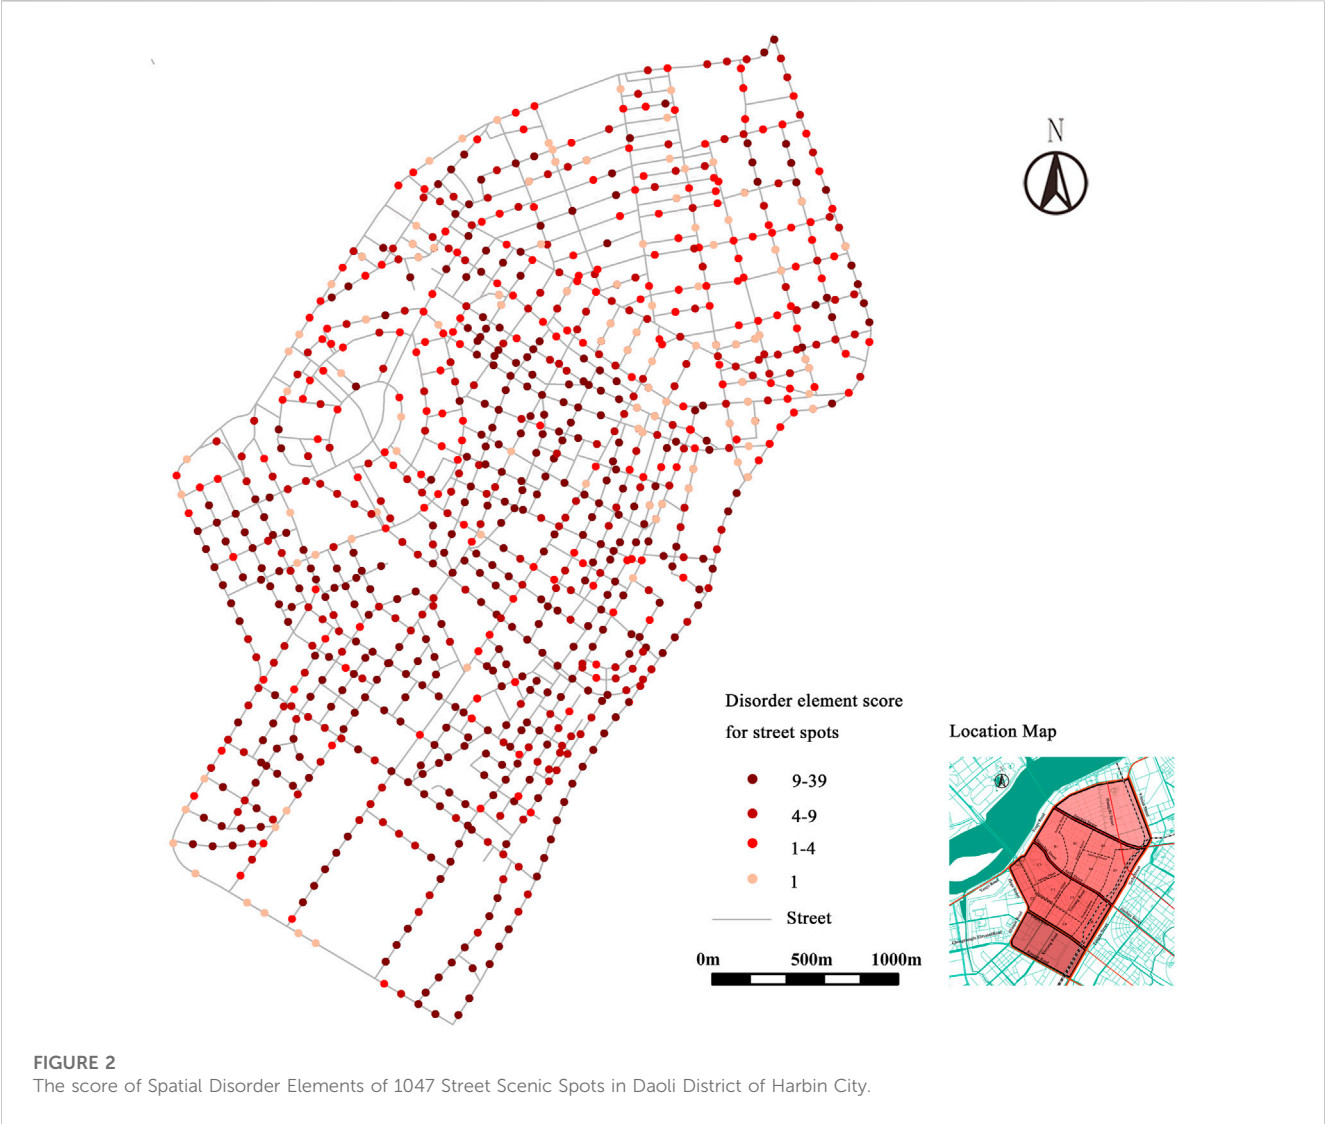 N
Disorder element score
for street spots
9-39
4-9
1-4
1
Street
0m 500m 1000m
Location Map
FIGURE 2
The score of Spatial Disorder Elements of 1047 Street Scenic Spots in Daoli District of Harbin City.